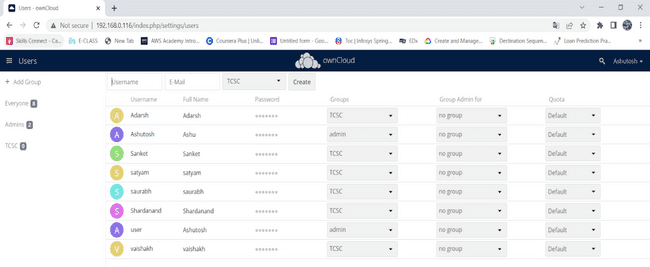 Users - ownCloud
Not secure | 192.168.0.116/index.php/settings/users
Skills Connect - Ca... E-CLASS New Tab AWS Academy Intro... Coursera Plus | Unli... Untitled form - Goo... Toc | Infosys Spring... EDx Create and Manage... Destination Sequen... Loan Prediction Pra...
Users ownCloud Ashutosh
+ Add Group Username E-Mail TCSC Create
Username Full Name Password Groups Group Admin for Quota
Everyone 8
A Adarsh Adarsh ●●●●●●● TCSC no group Default
Admins 2
A Ashutosh Ashu ●●●●●●● admin no group Default
TCSC 6
S Sanket Sanket ●●●●●●● TCSC no group Default
S satyam satyam ●●●●●●● TCSC no group Default
S saurabh saurabh ●●●●●●● TCSC no group Default
S Shardanand Shardanand ●●●●●●● TCSC no group Default
A user Ashutosh ●●●●●●● admin no group Default
V vaishakh vaishakh ●●●●●●● TCSC no group Default